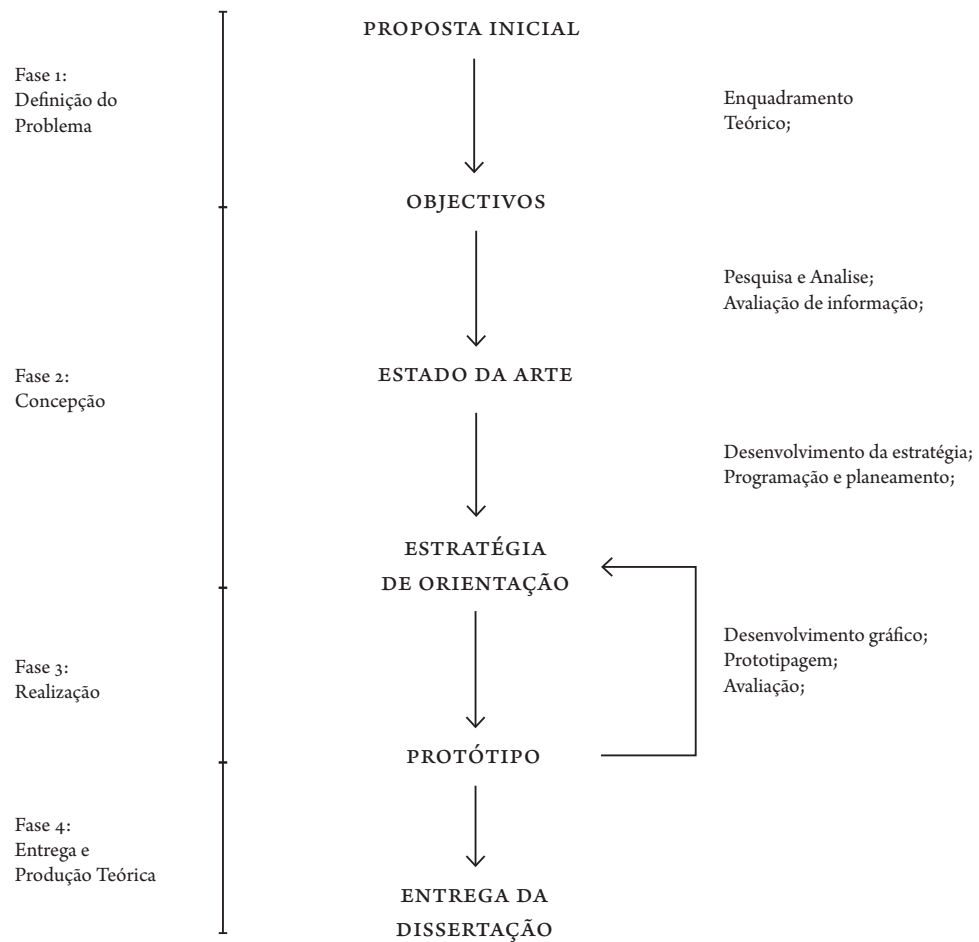 PROPOSTA INICIAL
Fase 1:
Definição do
Problema
Enquadramento
Teórico;
OBJECTIVOS
Pesquisa e Analise;
Avaliação de informação;
ESTADO DA ARTE
Fase 2:
Concepção
Desenvolvimento da estratégia;
Programação e planeamento;
ESTRATÉGIA
DE ORIENTAÇÃO
Desenvolvimento gráfico;
Prototipagem;
Avaliação;
Fase 3:
Realização
PROTÓTIPO
Fase 4:
Entrega e
Produção Teórica
ENTREGA DA
DISSERTAÇÃO